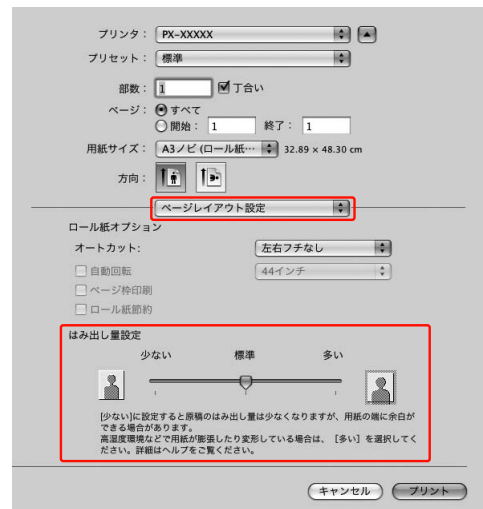 プリンタ： PX-XXXXX
プリセット： 標準
部数： 1 丁合い
ページ： すべて
開始： 1 終了： 1
用紙サイズ： A3ノビ (ロール紙… 32.89 × 48.30 cm
方向：
ページレイアウト設定
ロール紙オプション
オートカット: 左右フチなし
自動回転 44インチ
ページ枠印刷
ロール紙節約
はみ出し量設定
少ない 標準 多い
[少ない]に設定すると原稿のはみ出し量は少なくなりますが、用紙の端に余白が
できる場合があります。
高湿度環境などで用紙が膨張したり変形している場合は、［多い］を選択してく
ださい。詳細はヘルプをご覧ください。
キャンセル プリント